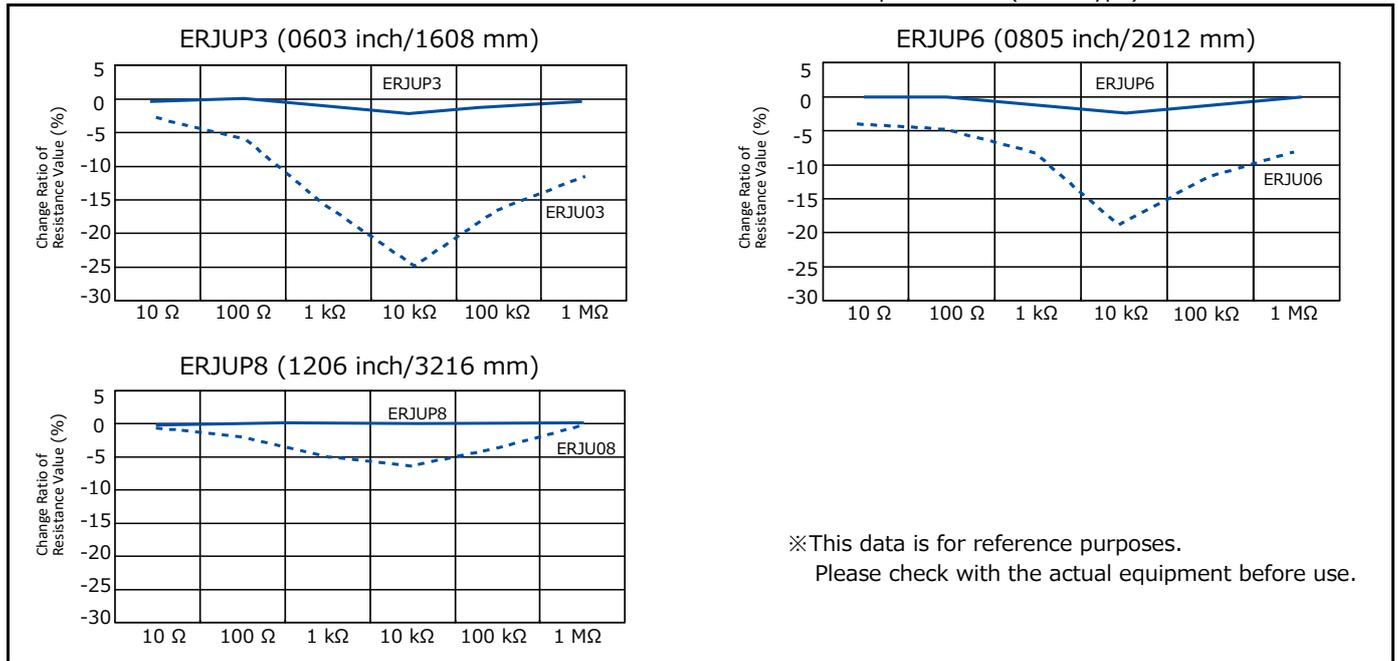 ERJUP3 (0603 inch/1608 mm)
Change Ratio of
Resistance Value (%)
5
0
-5
-10
-15
-20
-25
-30
ERJUP3
ERJU03
10 Ω 100 Ω 1 kΩ 10 kΩ 100 kΩ 1 MΩ
ERJUP6 (0805 inch/2012 mm)
Change Ratio of
Resistance Value (%)
5
0
-5
-10
-15
-20
-25
-30
ERJUP6
ERJU06
10 Ω 100 Ω 1 kΩ 10 kΩ 100 kΩ 1 MΩ
ERJUP8 (1206 inch/3216 mm)
Change Ratio of
Resistance Value (%)
5
0
-5
-10
-15
-20
-25
-30
ERJUP8
ERJU08
10 Ω 100 Ω 1 kΩ 10 kΩ 100 kΩ 1 MΩ
※This data is for reference purposes.
Please check with the actual equipment before use.